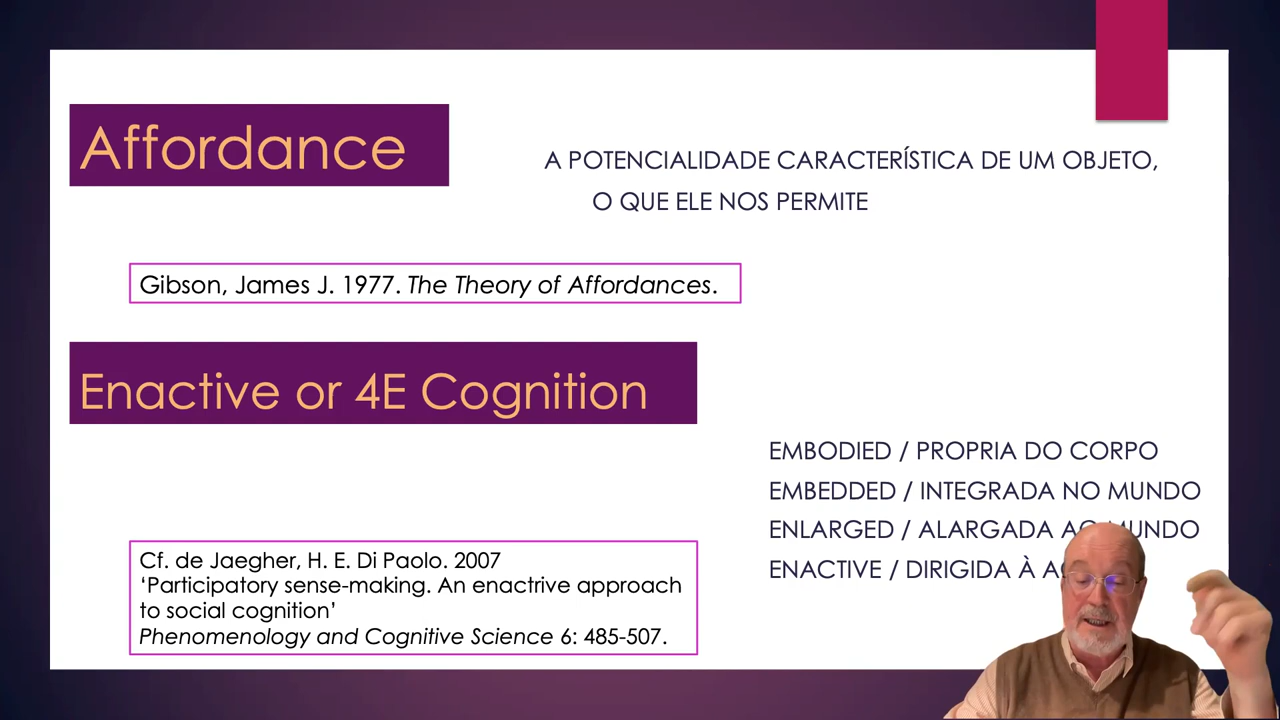 Affordance
A POTENCIALIDADE CARACTERÍSTICA DE UM OBJETO,
O QUE ELE NOS PERMITE
Gibson, James J. 1977. The Theory of Affordances.
Enactive or 4E Cognition
EMBODIED / PROPRIA DO CORPO
EMBEDDED / INTEGRADA NO MUNDO
ENLARGED / ALARGADA AO MUNDO
ENACTIVE / DIRIGIDA À
Cf. de Jaegher, H. E. Di Paolo. 2007
‘Participatory sense-making. An enactrive approach
to social cognition’
Phenomenology and Cognitive Science 6: 485-507.